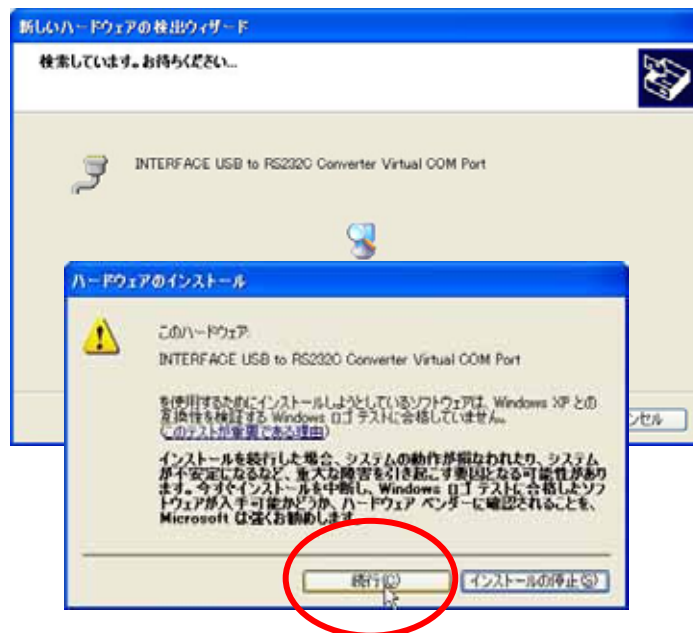 新しいハードウェアの検出ウィザード
検索しています。お待ちください...
INTERFACE USB to RS232C Converter Virtual COM Port
ハードウェアのインストール
このハードウェア:
INTERFACE USB to RS232C Converter Virtual COM Port
を使用するためにインストールしようとしているソフトウェアは、Windows XP との
互換性を検証する Windows ロゴ テストに合格していません。
(このテストが重要である理由)
ンセル
インストールを続行した場合、システムの動作が損なわれたり、システム
が不安定になるなど、重大な障害を引き起こす要因となる可能性があり
ます。今すぐインストールを中断し、Windows ロゴ テストに合格したソフ
トウェアが入手可能かどうか、ハードウェア ベンダーに確認されることを、
Microsoft は強くお勧めします。
続行(C)
インストールの停止(S)